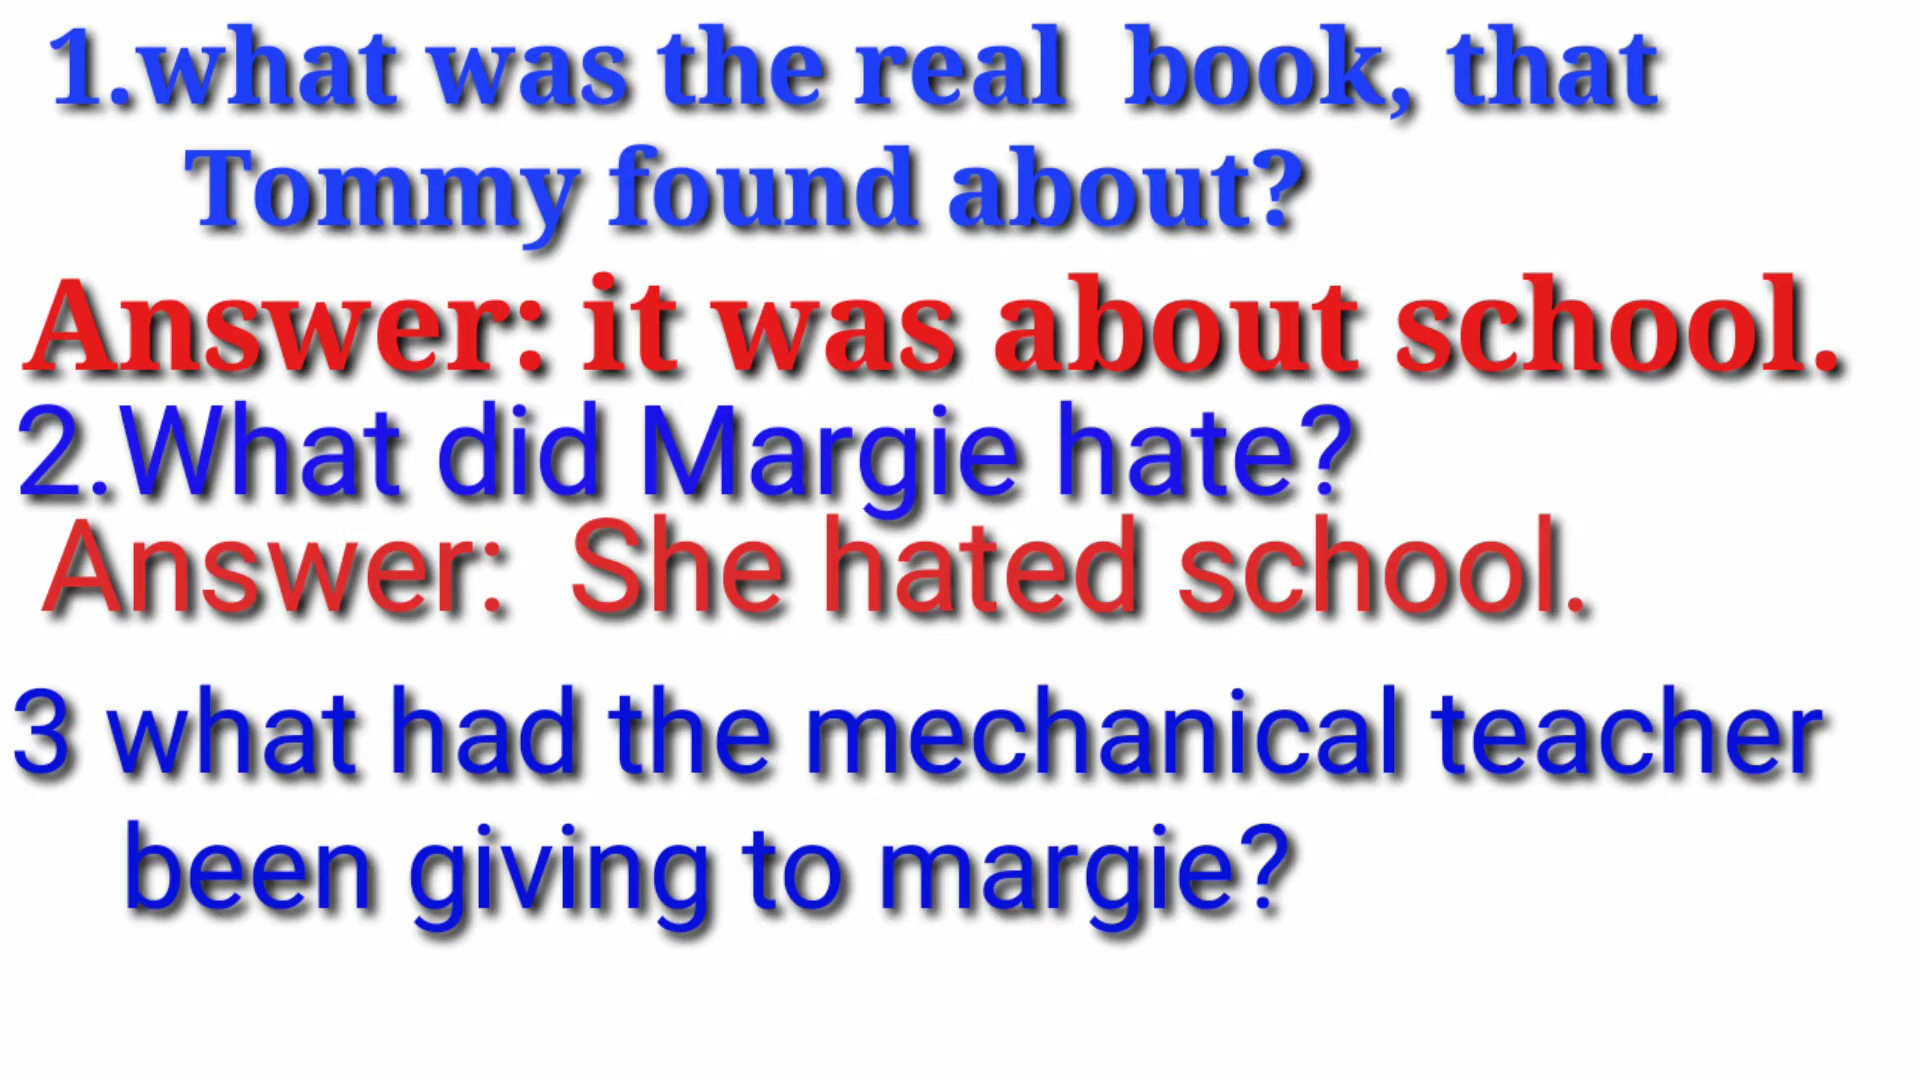 1.what was the real book, that
Tommy found about?
Answer: it was about school.
2.What did Margie hate?
Answer: She hated school.
3 what had the mechanical teacher
been giving to margie?